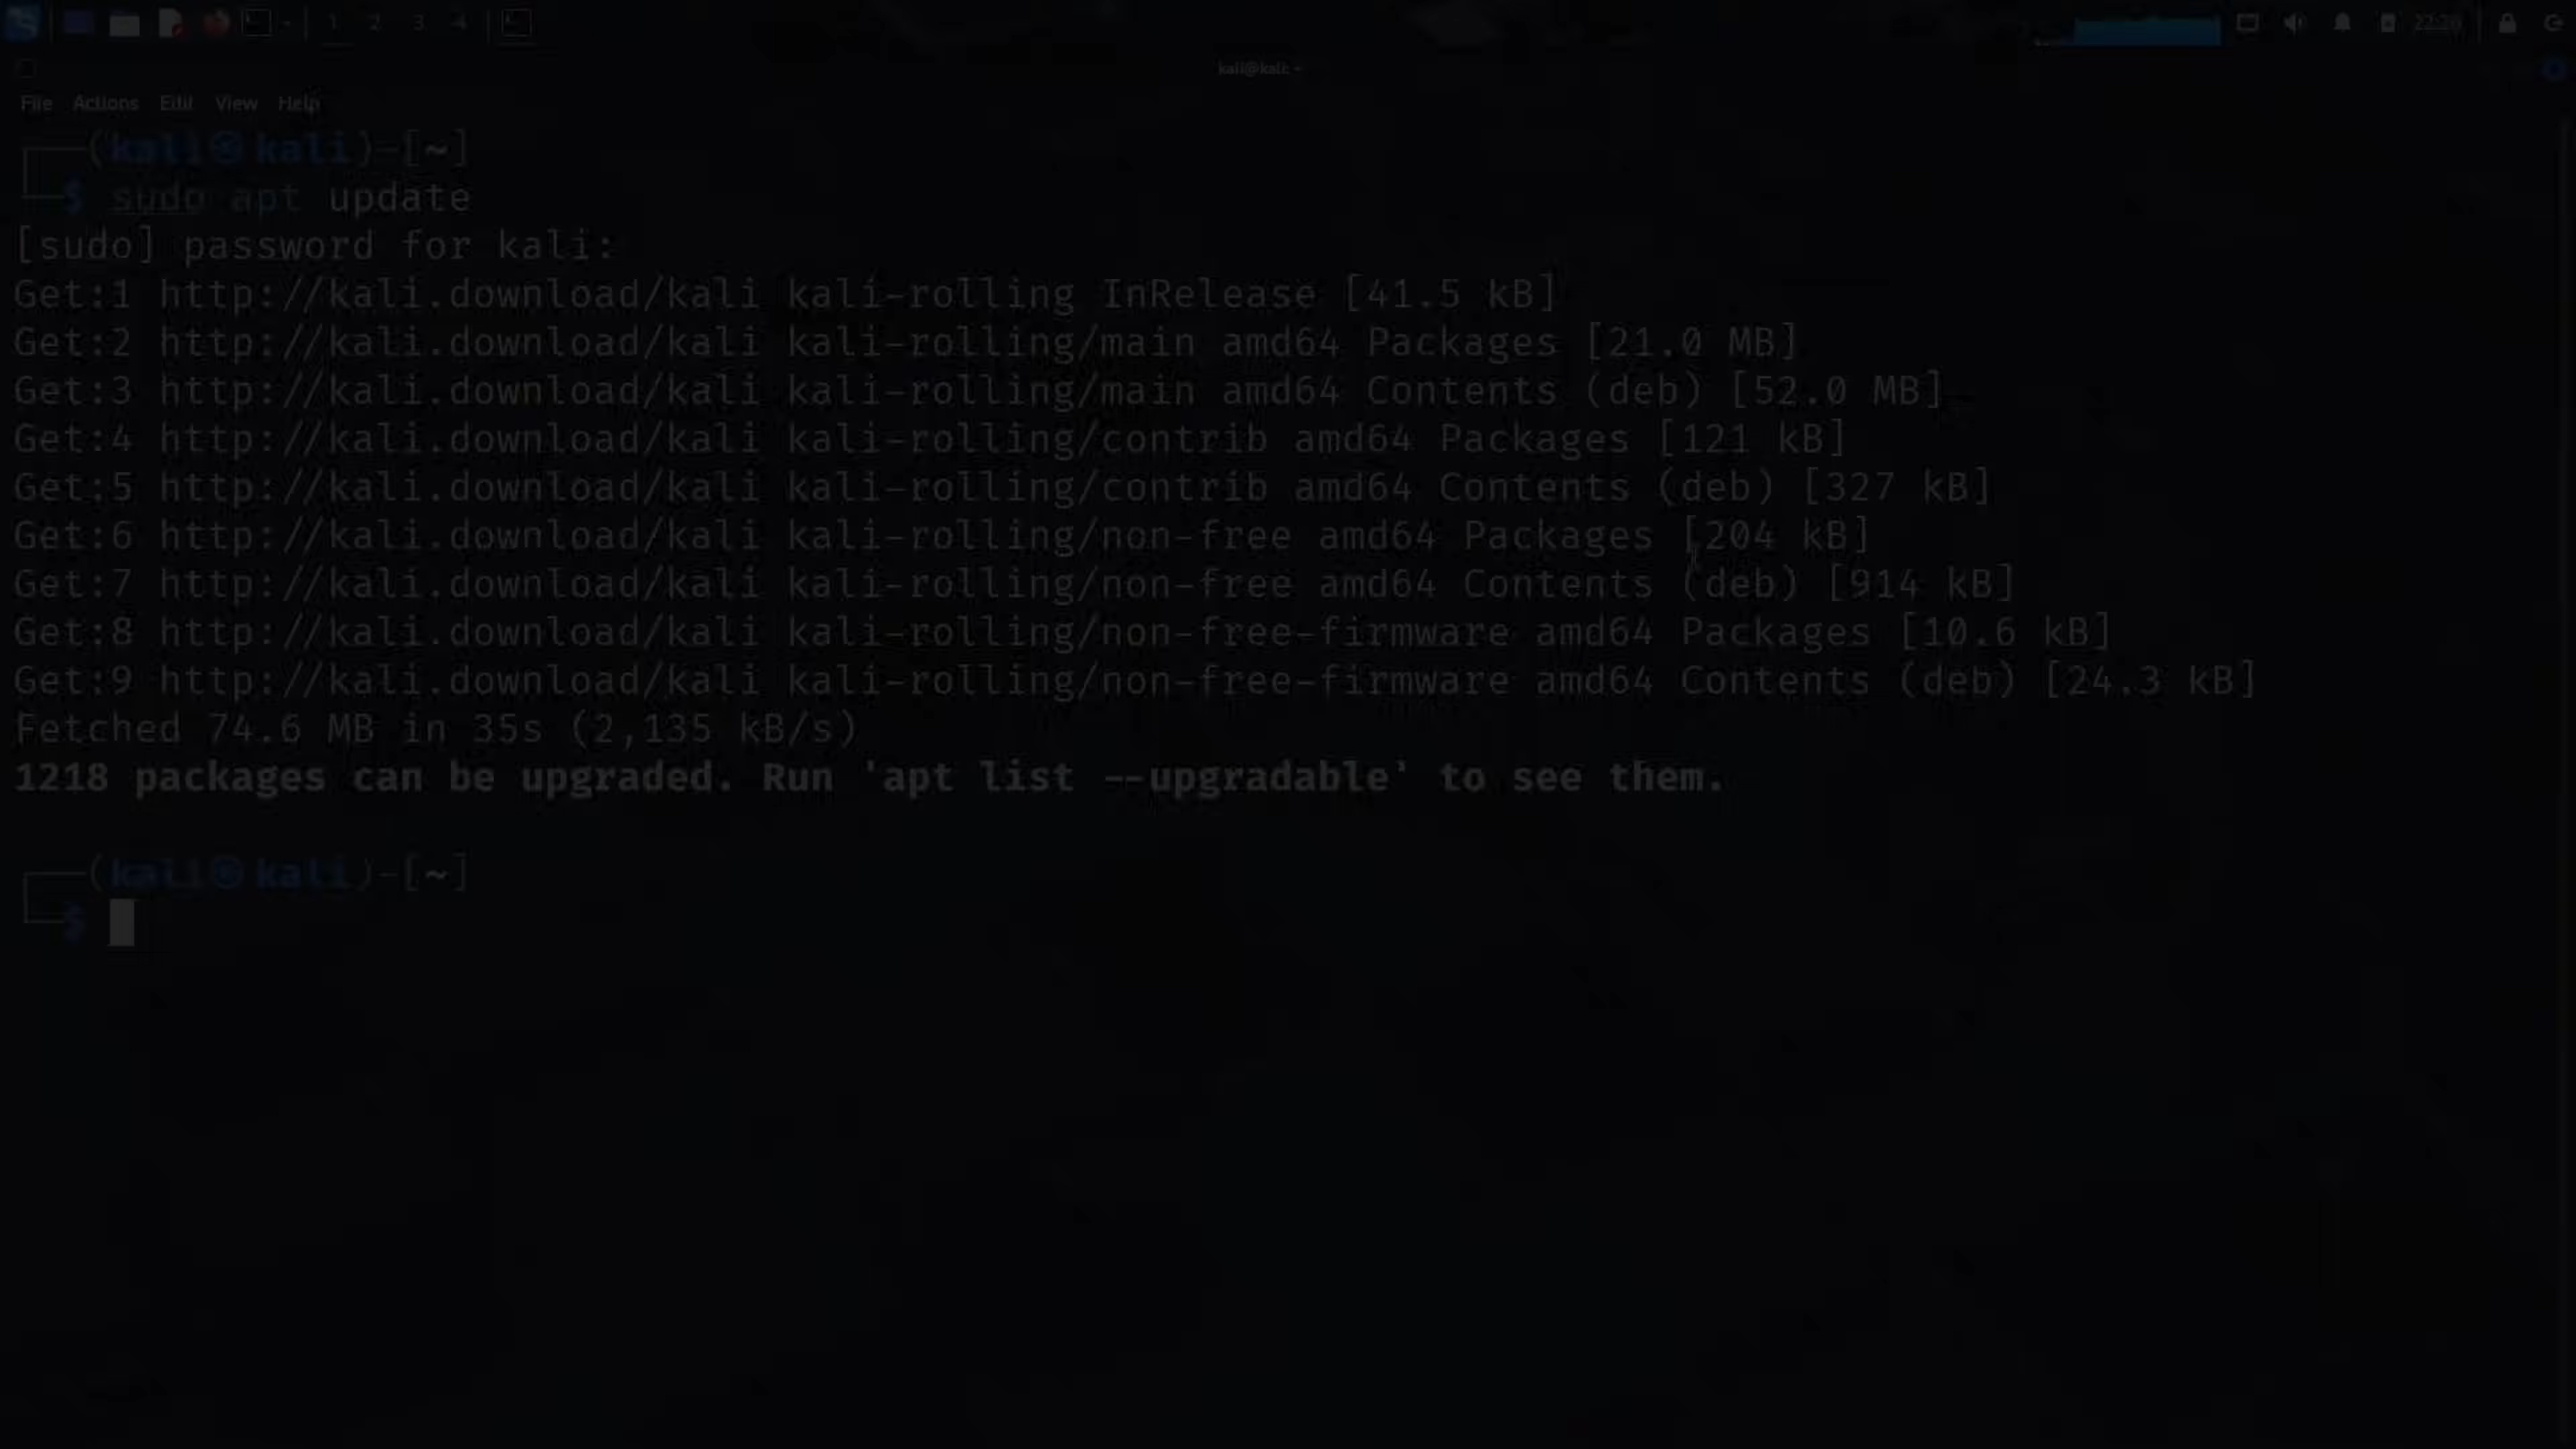 1 2 3 4 22:20
kali@kali: ~
File Actions Edit View Help
(kali㉿kali)-[~]
$ sudo apt update
[sudo] password for kali:
Get:1 http://kali.download/kali kali-rolling InRelease [41.5 kB]
Get:2 http://kali.download/kali kali-rolling/main amd64 Packages [21.0 MB]
Get:3 http://kali.download/kali kali-rolling/main amd64 Contents (deb) [52.0 MB]
Get:4 http://kali.download/kali kali-rolling/contrib amd64 Packages [121 kB]
Get:5 http://kali.download/kali kali-rolling/contrib amd64 Contents (deb) [327 kB]
Get:6 http://kali.download/kali kali-rolling/non-free amd64 Packages [204 kB]
Get:7 http://kali.download/kali kali-rolling/non-free amd64 Contents (deb) [914 kB]
Get:8 http://kali.download/kali kali-rolling/non-free-firmware amd64 Packages [10.6 kB]
Get:9 http://kali.download/kali kali-rolling/non-free-firmware amd64 Contents (deb) [24.3 kB]
Fetched 74.6 MB in 35s (2,135 kB/s)
1218 packages can be upgraded. Run 'apt list --upgradable' to see them.
(kali㉿kali)-[~]
$